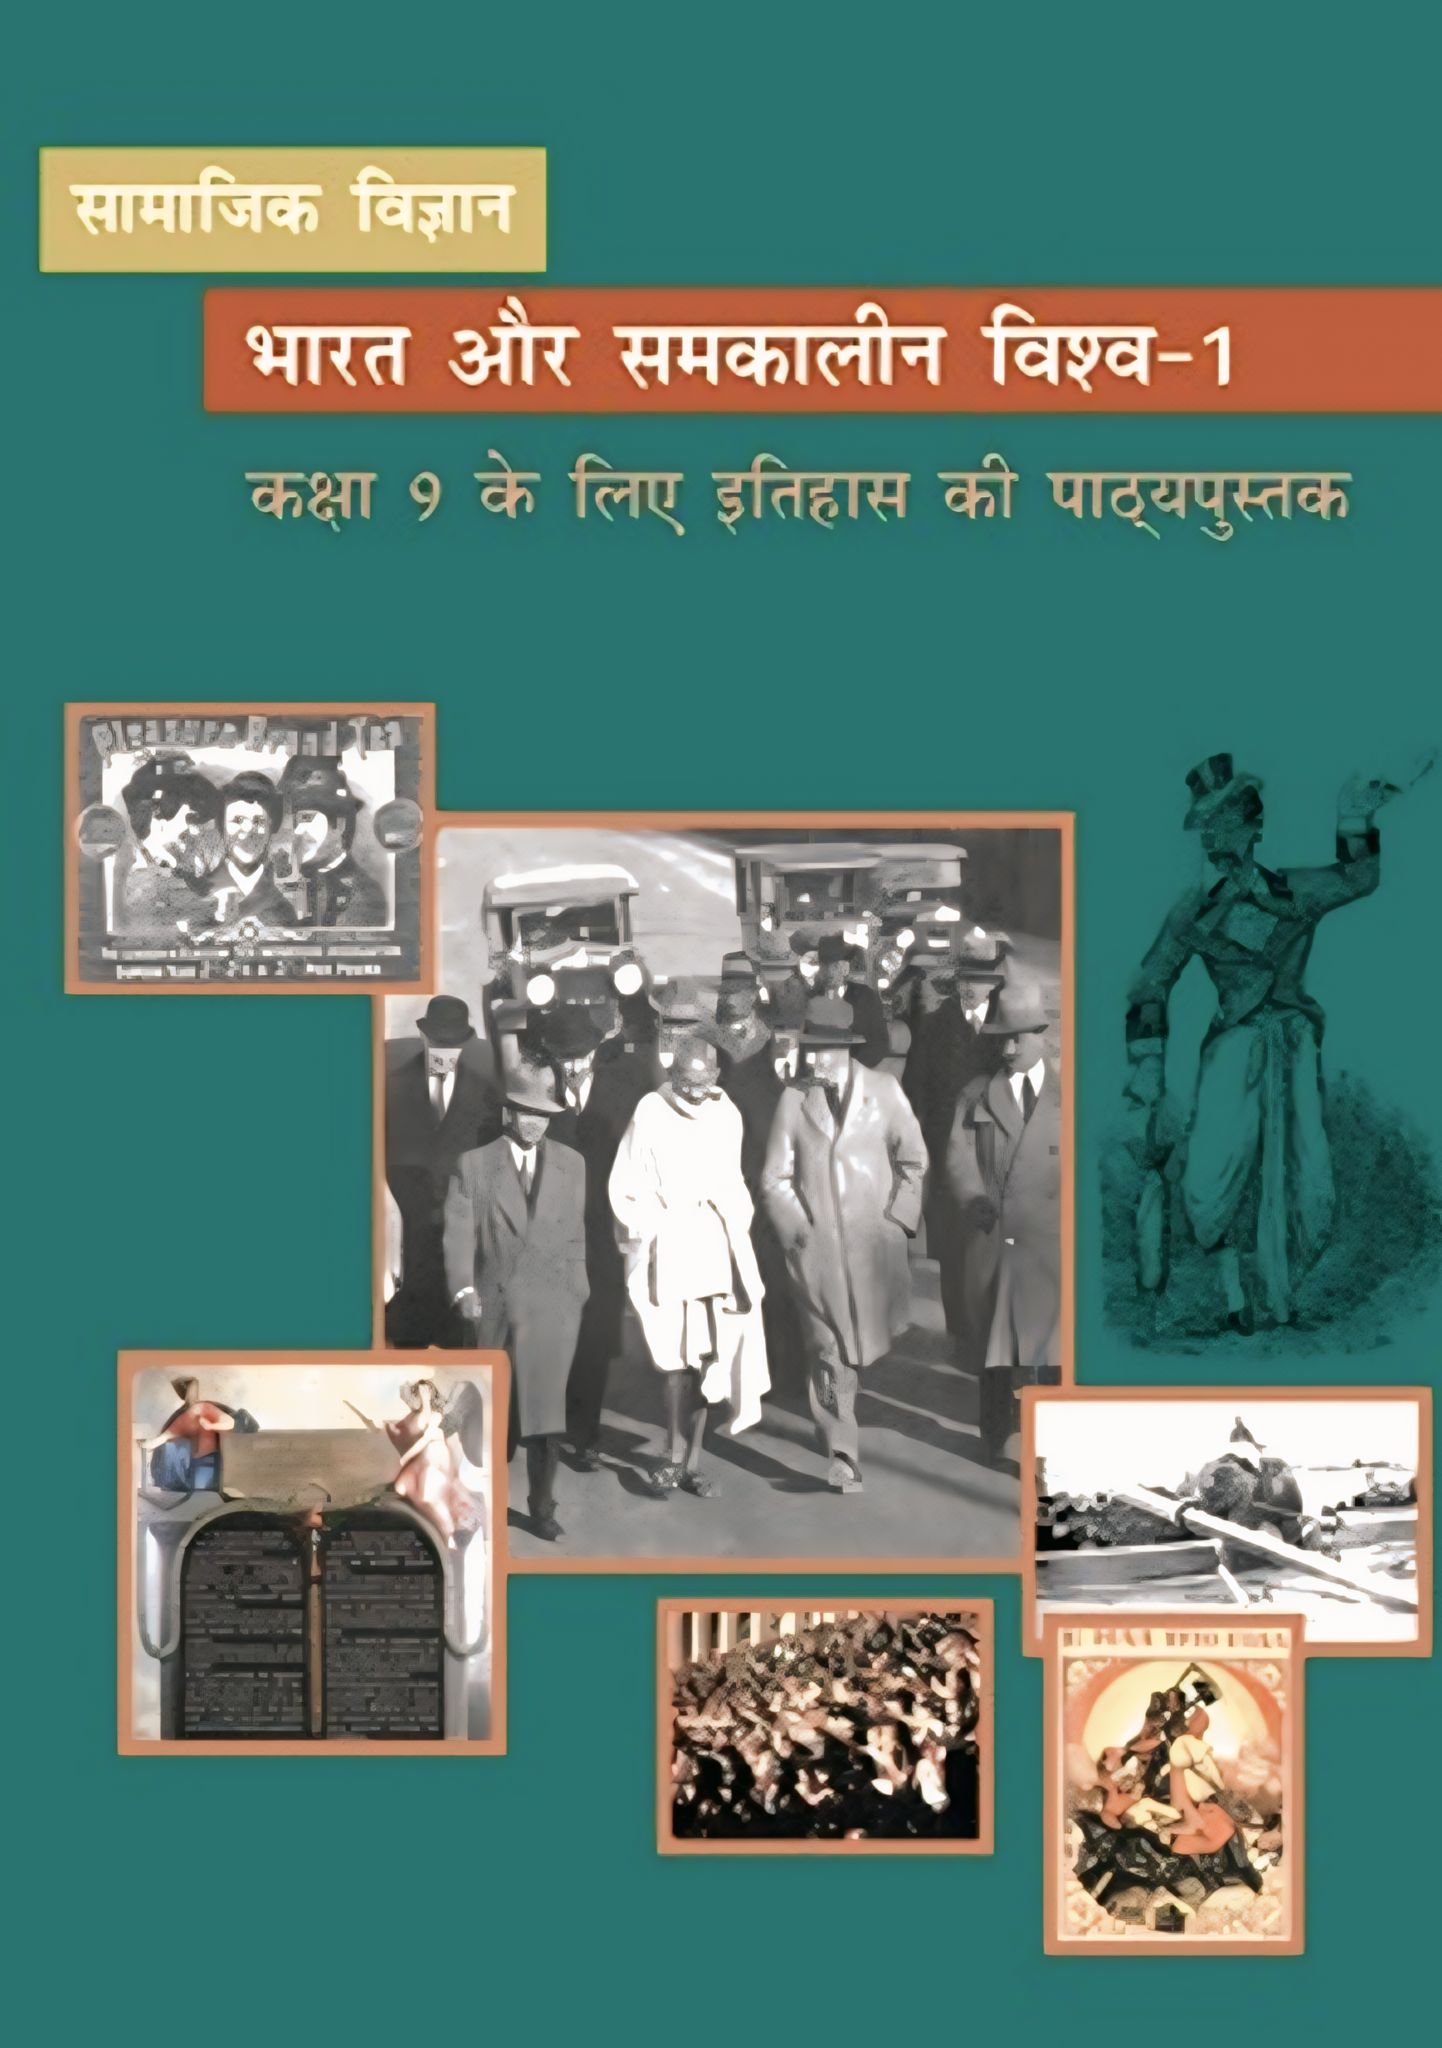 सामाजिक विज्ञान
भारत और समकालीन विश्व-1
कक्षा 9 के लिए इतिहास की पाठ्यपुस्तक